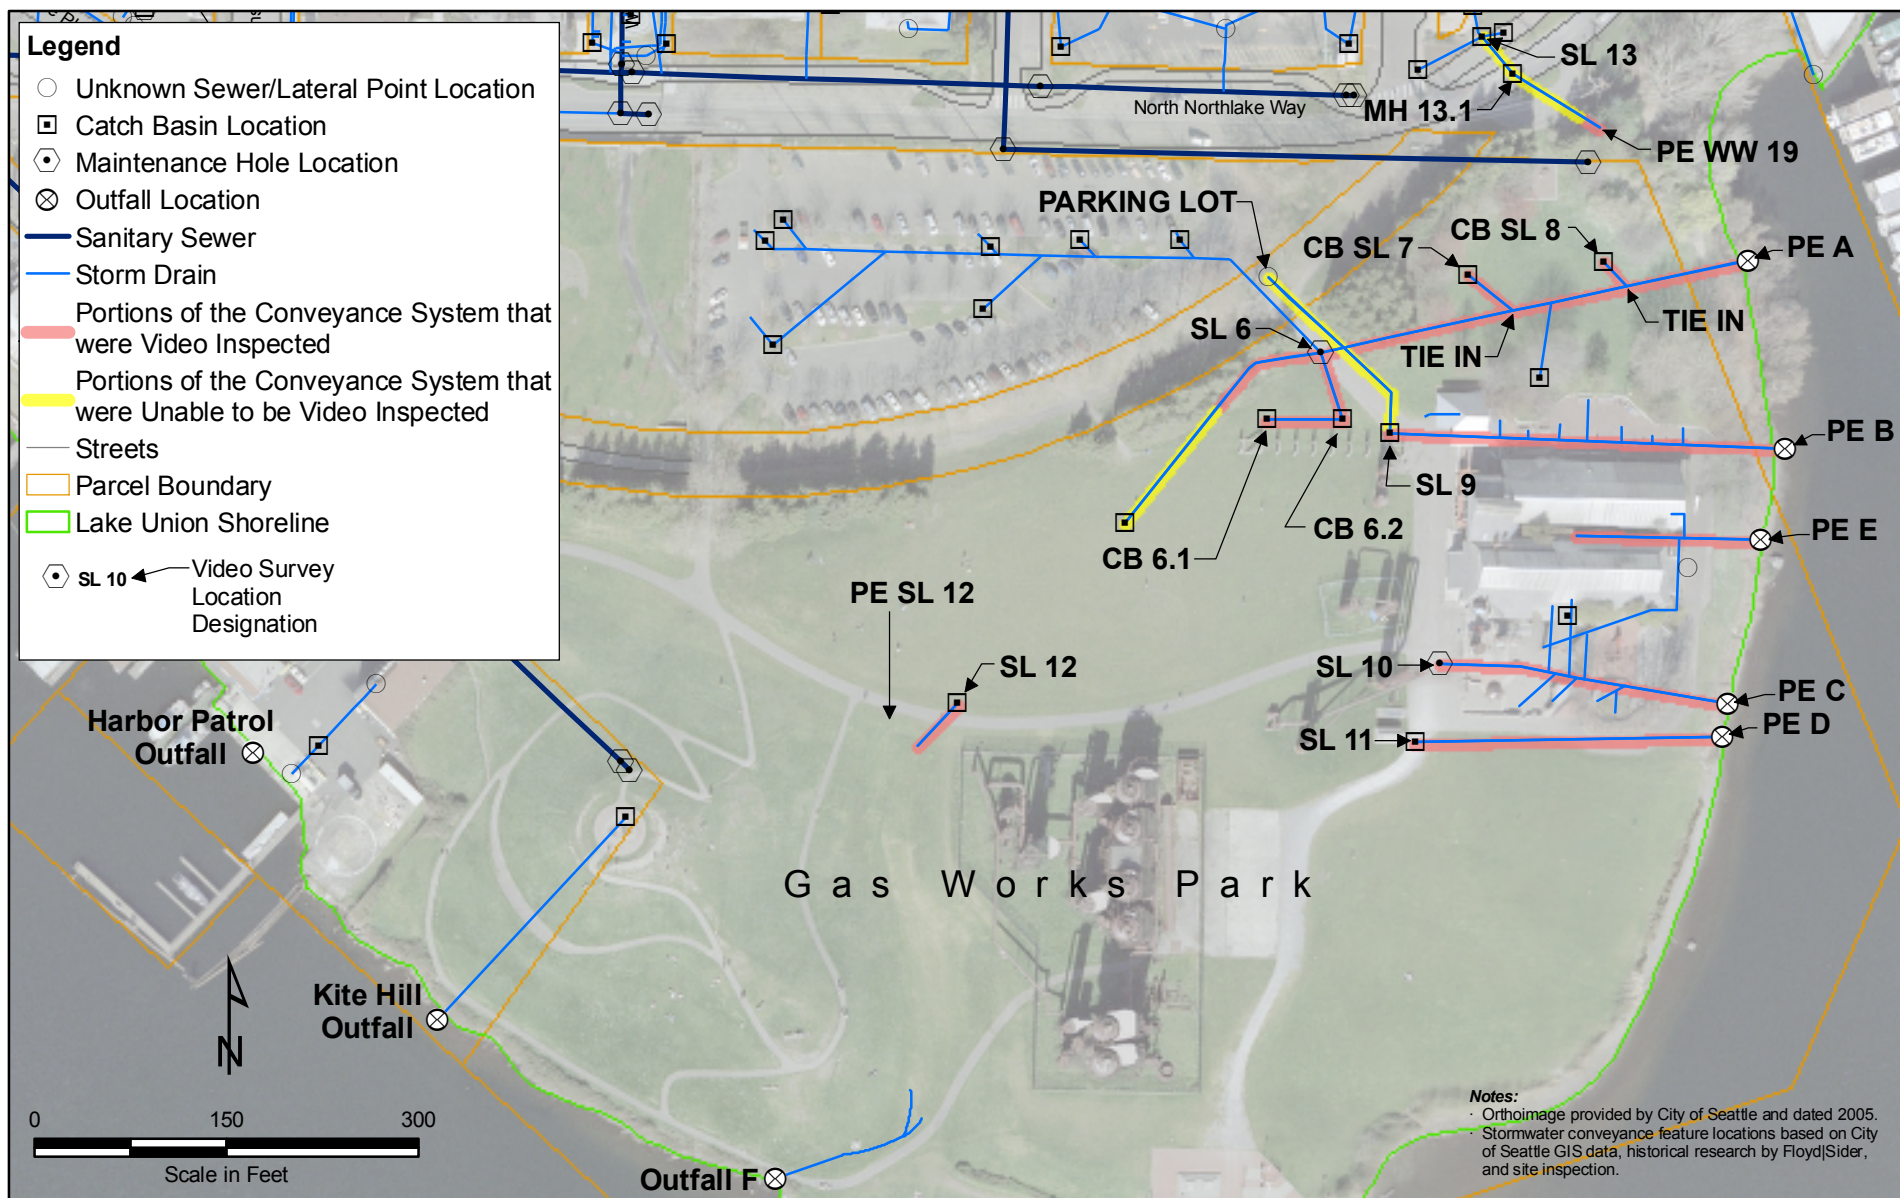 Legend
Unknown Sewer/Lateral Point Location
Catch Basin Location
Maintenance Hole Location
Outfall Location
Sanitary Sewer
Storm Drain
Portions of the Conveyance System that
were Video Inspected
Portions of the Conveyance System that
were Unable to be Video Inspected
Streets
Parcel Boundary
Lake Union Shoreline
SL 10
Video Survey
Location
Designation
SL 13
MH 13.1
North Northlake Way
PE WW 19
PARKING LOT
CB SL 7
CB SL 8
PE A
TIE IN
SL 6
TIE IN
PE B
SL 9
CB 6.2
CB 6.1
PE E
PE SL 12
SL 12
SL 10
PE C
PE D
SL 11
Harbor Patrol
Outfall
Gas Works Park
Kite Hill
Outfall
N
0 150 300
Scale in Feet
Outfall F
Notes:
· Orthoimage provided by City of Seattle and dated 2005.
· Stormwater conveyance feature locations based on City
of Seattle GIS data, historical research by Floyd|Sider,
and site inspection.